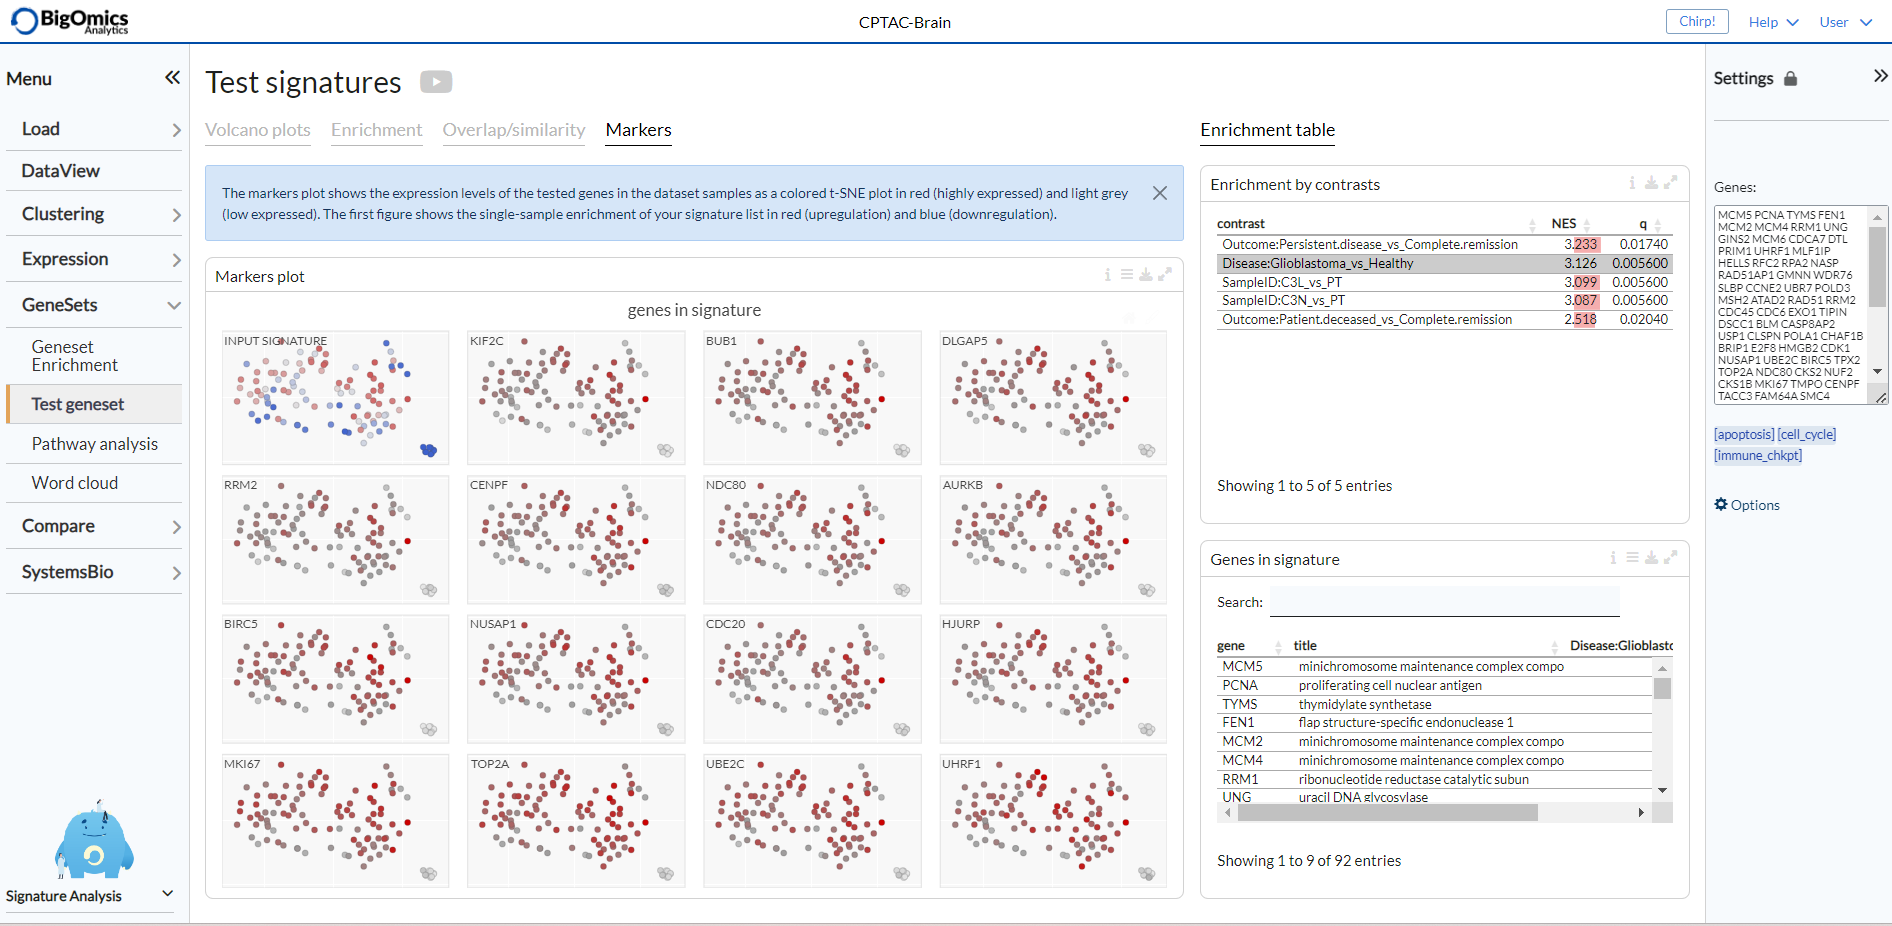 BigOmics
Analytics
CPTAC-Brain
Chirp!
Help
User
Menu
Load
DataView
Clustering
Expression
GeneSets
Geneset
Enrichment
Test geneset
Pathway analysis
Word cloud
Compare
SystemsBio
Signature Analysis
Test signatures
Volcano plots
Enrichment
Overlap/similarity
Markers
The markers plot shows the expression levels of the tested genes in the dataset samples as a colored t-SNE plot in red (highly expressed) and light grey
(low expressed). The first figure shows the single-sample enrichment of your signature list in red (upregulation) and blue (downregulation).
Markers plot
genes in signature
INPUT SIGNATURE
KIF2C
BUB1
DLGAP5
RRM2
CENPF
NDC80
AURKB
BIRC5
NUSAP1
CDC20
HJURP
MKI67
TOP2A
UBE2C
UHRF1
Enrichment table
Enrichment by contrasts
contrast NES q
Outcome:Persistent.disease_vs_Complete.remission 3.233 0.01740
Disease:Glioblastoma_vs_Healthy 3.126 0.005600
SampleID:C3L_vs_PT 3.099 0.005600
SampleID:C3N_vs_PT 3.087 0.005600
Outcome:Patient.deceased_vs_Complete.remission 2.518 0.02040
Showing 1 to 5 of 5 entries
Genes in signature
Search:
gene title Disease:Glioblasto
MCM5 minichromosome maintenance complex compo
PCNA proliferating cell nuclear antigen
TYMS thymidylate synthetase
FEN1 flap structure-specific endonuclease 1
MCM2 minichromosome maintenance complex compo
MCM4 minichromosome maintenance complex compo
RRM1 ribonucleotide reductase catalytic subun
UNG uracil DNA glycosylase
Showing 1 to 9 of 92 entries
Settings
Genes:
MCM5 PCNA TYMS FEN1
MCM2 MCM4 RRM1 UNG
GINS2 MCM6 CDCA7 DTL
PRIM1 UHRF1 MLF1IP
HELLS RFC2 RPA2 NASP
RAD51AP1 GMNN WDR76
SLBP CCNE2 UBR7 POLD3
MSH2 ATAD2 RAD51 RRM2
CDC45 CDC6 EXO1 TIPIN
DSCC1 BLM CASP8AP2
USP1 CLSPN POLA1 CHAF1B
BRIP1 E2F8 HMGB2 CDK1
NUSAP1 UBE2C BIRC5 TPX2
TOP2A NDC80 CKS2 NUF2
CKS1B MKI67 TMPO CENPF
TACC3 FAM64A SMC4
[apoptosis] [cell_cycle]
[immune_chkpt]
Options